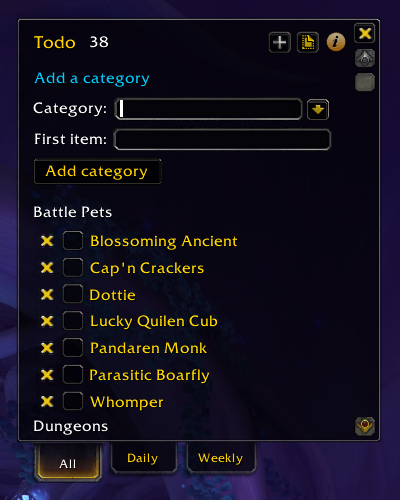 Todo 38
Add a category
Category:
First item:
Add category
Battle Pets
Blossoming Ancient
Cap'n Crackers
Dottie
Lucky Quilen Cub
Pandaren Monk
Parasitic Boarfly
Whomper
Dungeons
All Daily Weekly